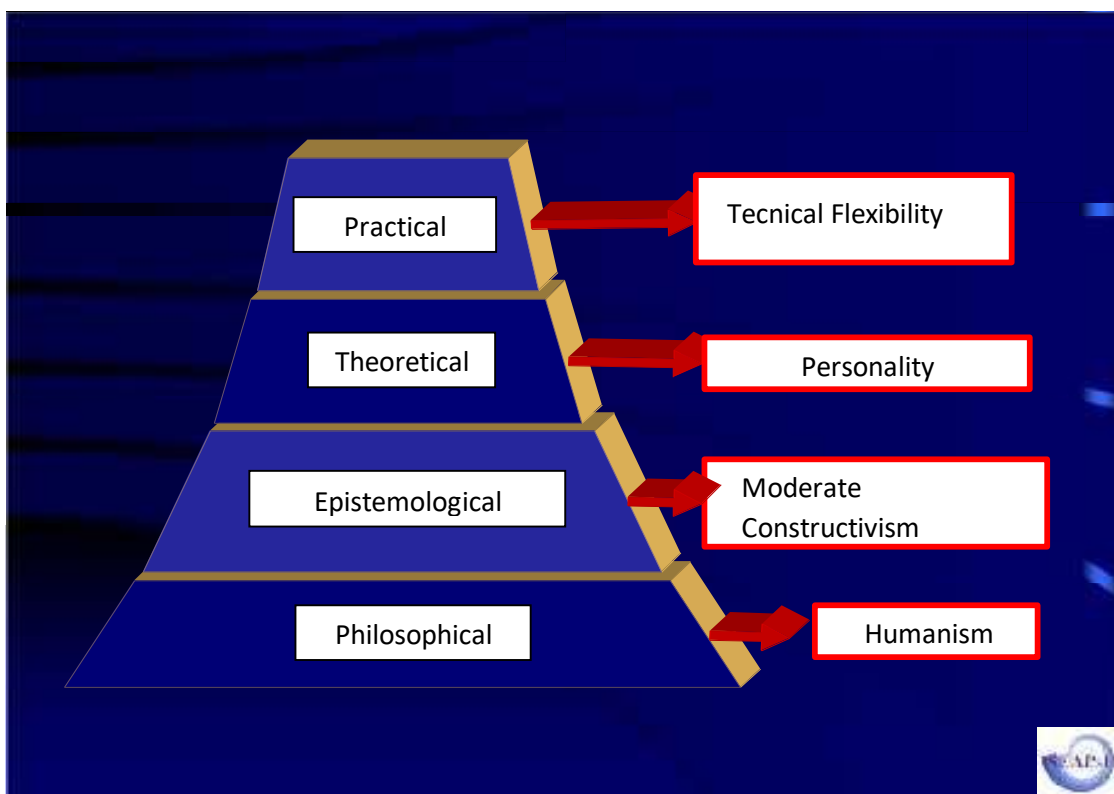 Practical
Tecnical Flexibility
Theoretical
Personality
Epistemological
Moderate
Constructivism
Philosophical
Humanism